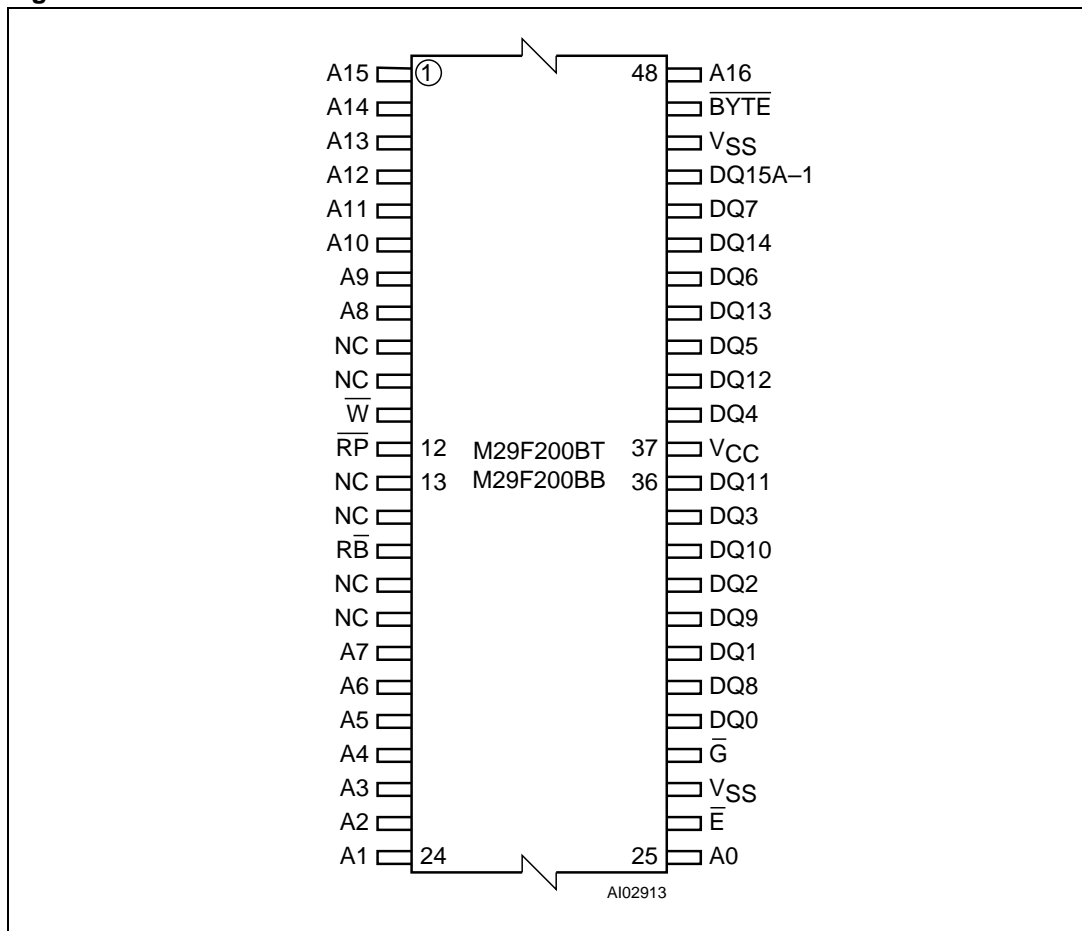 A15 1 48 A16
A14 B̅Y̅T̅E̅
A13 VSS
A12 DQ15A–1
A11 DQ7
A10 DQ14
A9 DQ6
A8 DQ13
NC DQ5
NC DQ12
W̅ DQ4
R̅P̅ 12 M29F200BT 37 VCC
NC 13 M29F200BB 36 DQ11
NC DQ3
RB̅ DQ10
NC DQ2
NC DQ9
A7 DQ1
A6 DQ8
A5 DQ0
A4 G̅
A3 VSS
A2 E̅
A1 24 25 A0
AI02913